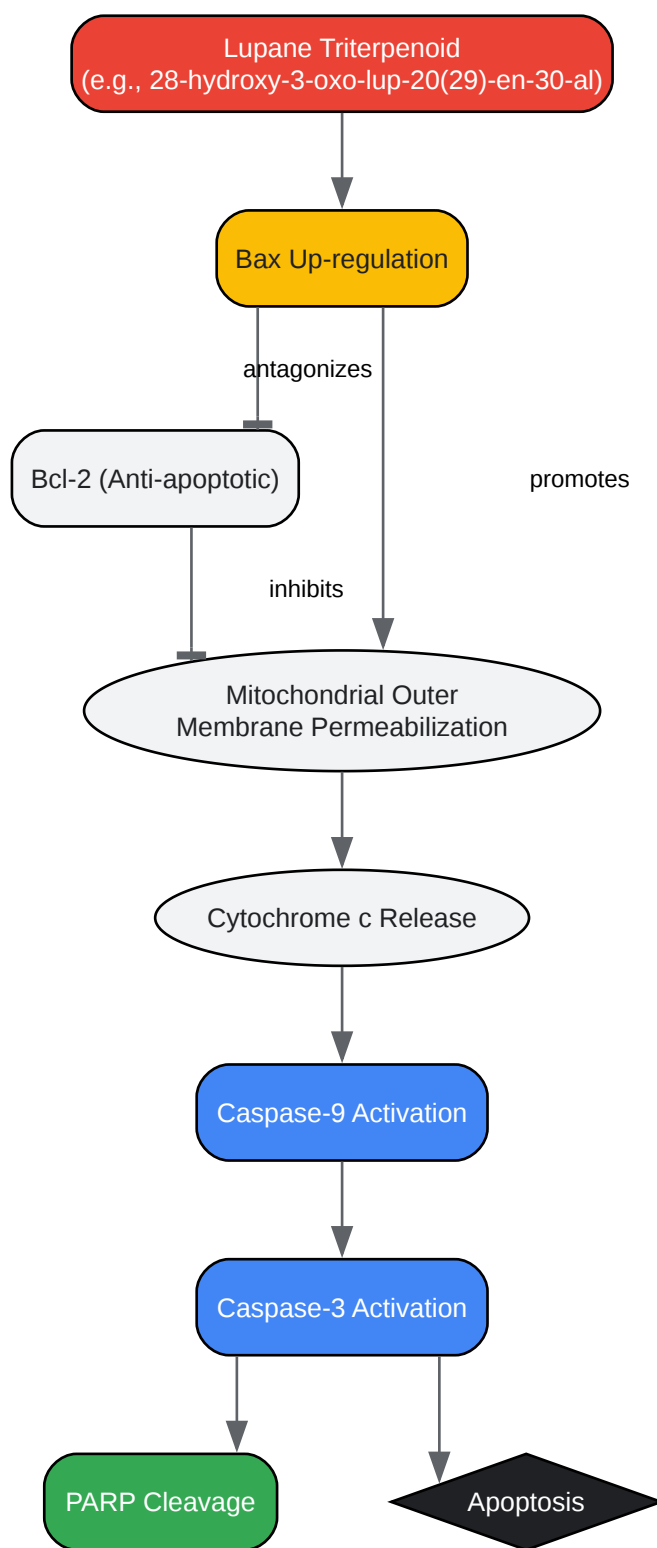 Lupane Triterpenoid
(e.g., 28-hydroxy-3-oxo-lup-20(29)-en-30-al)
Bax Up-regulation
antagonizes
Bcl-2 (Anti-apoptotic)
promotes
inhibits
Mitochondrial Outer
Membrane Permeabilization
Cytochrome c Release
Caspase-9 Activation
Caspase-3 Activation
PARP Cleavage
Apoptosis